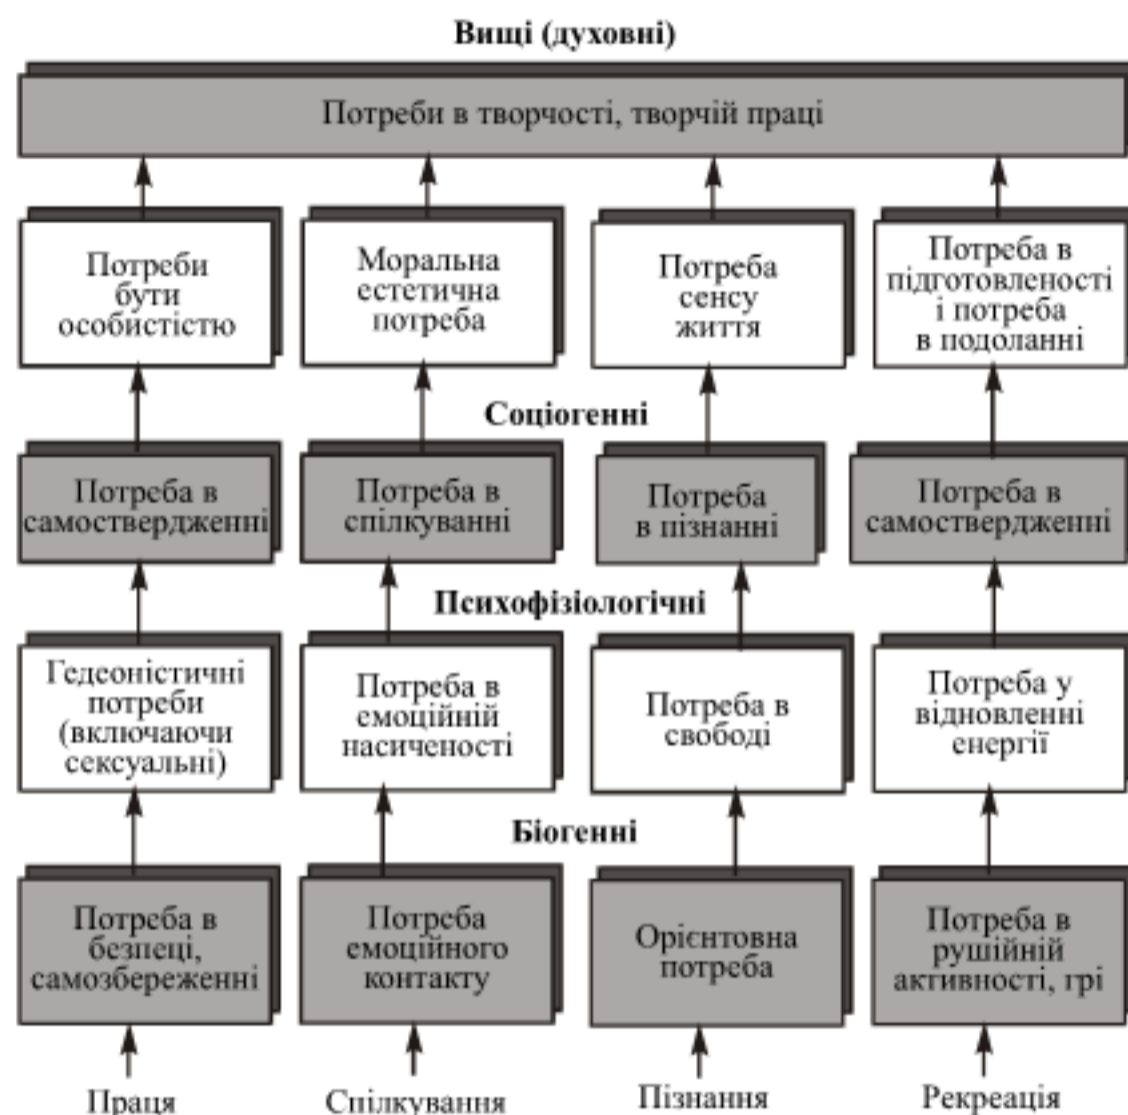 Вищі (духовні)
Потреби в творчості, творчій праці
Потреби
бути
особистістю
Моральна
естетична
потреба
Потреба
сенсу
життя
Потреба в
підготовленості
і потреба
в подоланні
Соціогенні
Потреба в
самоствердженні
Потреба в
спілкуванні
Потреба
в пізнанні
Потреба в
самоствердженні
Психофізіологічні
Гедеоністичні
потреби
(включаючи
сексуальні)
Потреба в
емоційній
насиченості
Потреба в
свободі
Потреба у
відновленні
енергії
Біогенні
Потреба в
безпеці,
самозбереженні
Потреба
емоційного
контакту
Орієнтовна
потреба
Потреба в
рушійній
активності, грі
Праця
Спілкування
Пізнання
Рекреація